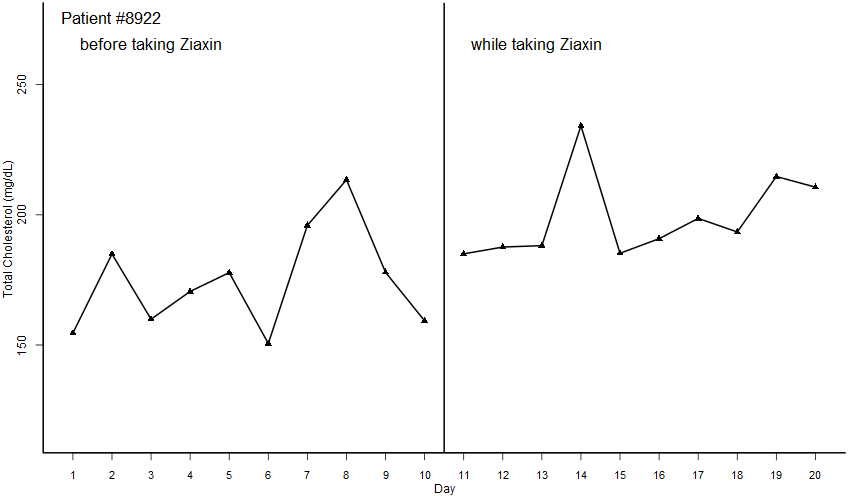 Patient #8922
before taking Ziaxin
while taking Ziaxin
Total Cholesterol (mg/dL)
250
200
150
1 2 3 4 5 6 7 8 9 10 11 12 13 14 15 16 17 18 19 20
Day